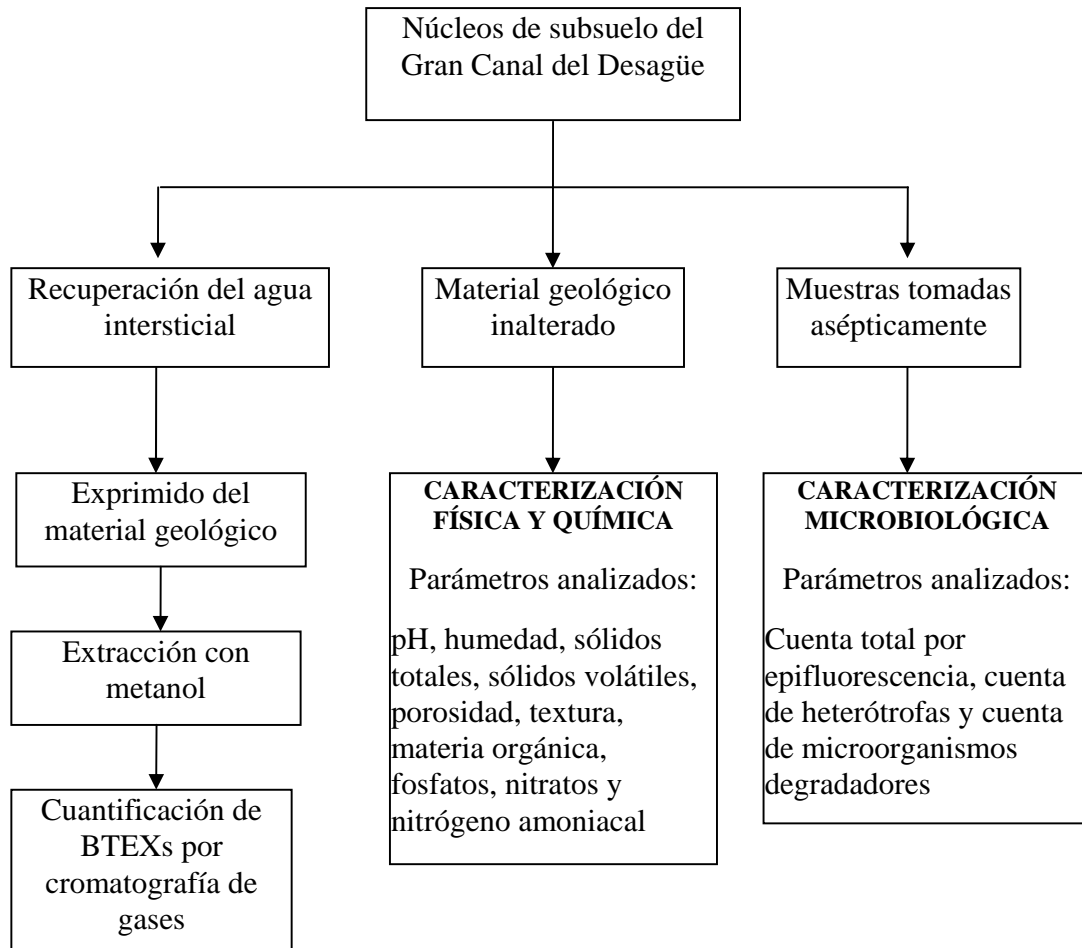 Núcleos de subsuelo del
Gran Canal del Desagüe
Recuperación del agua
intersticial
Material geológico
inalterado
Muestras tomadas
asépticamente
Exprimido del
material geológico
Extracción con
metanol
Cuantificación de
BTEXs por
cromatografía de
gases
CARACTERIZACIÓN
FÍSICA Y QUÍMICA
Parámetros analizados:
pH, humedad, sólidos
totales, sólidos volátiles,
porosidad, textura,
materia orgánica,
fosfatos, nitratos y
nitrógeno amoniacal
CARACTERIZACIÓN
MICROBIOLÓGICA
Parámetros analizados:
Cuenta total por
epifluorescencia, cuenta
de heterótrofas y cuenta
de microorganismos
degradadores